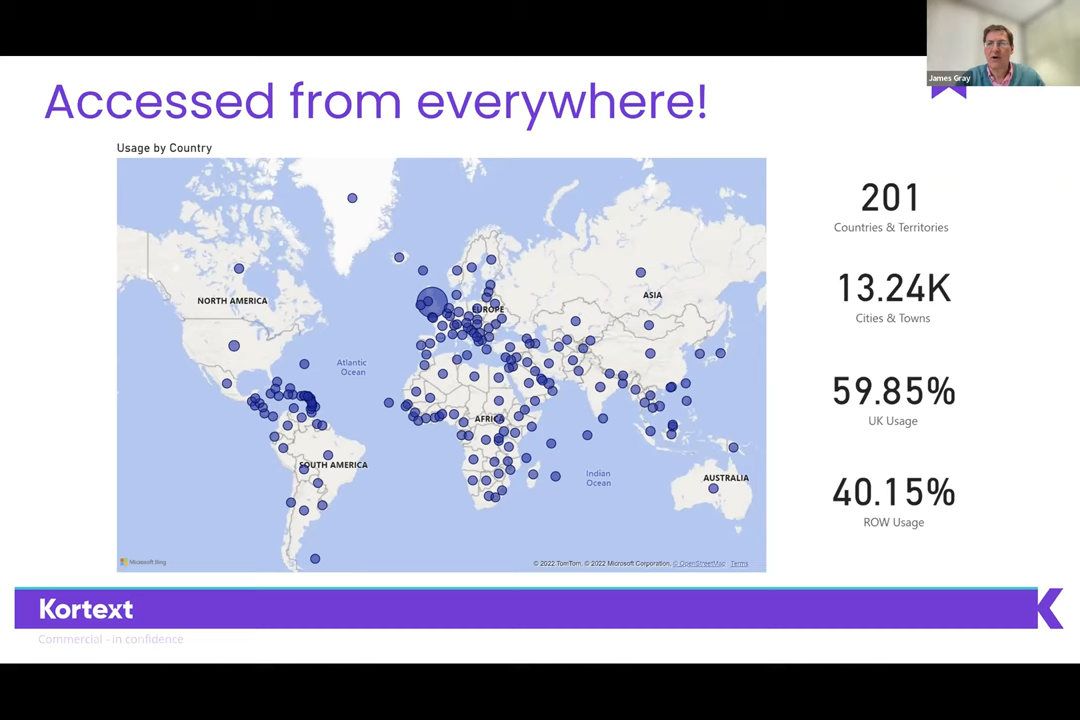 James Gray
Accessed from everywhere!
Usage by Country
NORTH AMERICA
EUROPE
ASIA
Atlantic
Ocean
AFRICA
SOUTH AMERICA
Indian
Ocean
AUSTRALIA
Microsoft Bing
© 2022 TomTom, © 2022 Microsoft Corporation, © OpenStreetMap Terms
201
Countries & Territories
13.24K
Cities & Towns
59.85%
UK Usage
40.15%
ROW Usage
Kortext
K
Commercial - in confidence